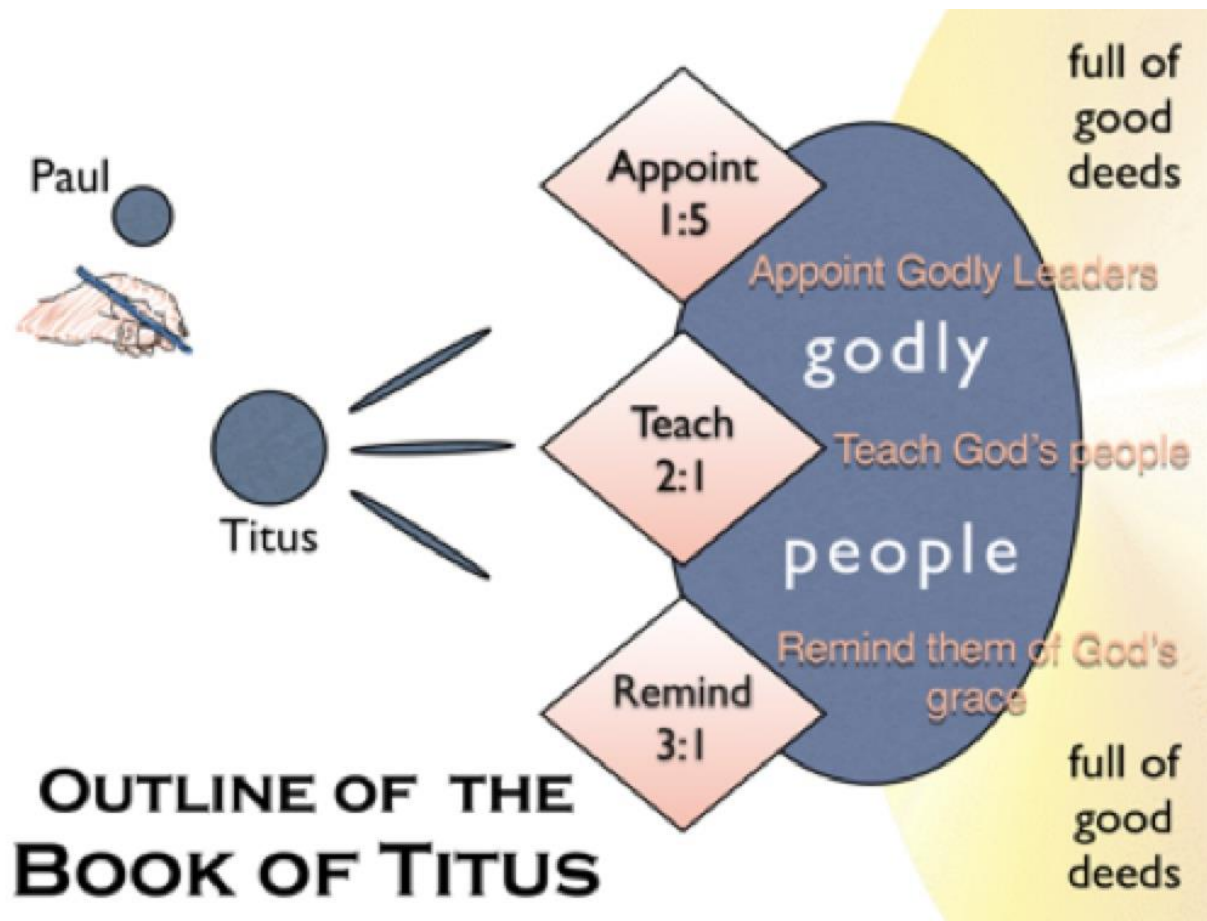 full of
good
deeds
Paul
Appoint
1:5
Appoint Godly Leaders
godly
Teach
2:1
Teach God's people
Titus
people
Remind them of God's
grace
Remind
3:1
full of
good
deeds
OUTLINE OF THE
BOOK OF TITUS